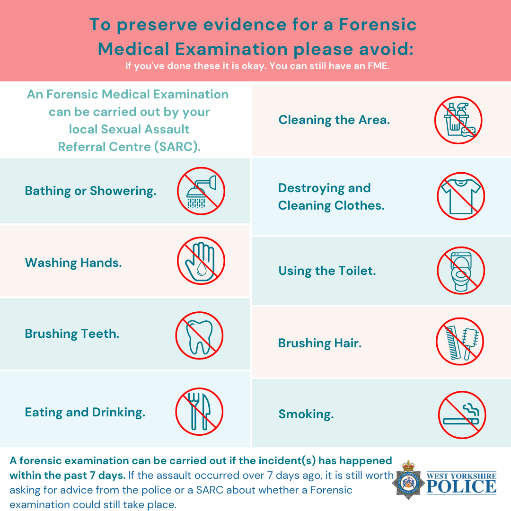 To preserve evidence for a Forensic
Medical Examination please avoid:
If you've done these it is okay. You can still have an FME.
An Forensic Medical Examination
can be carried out by your
local Sexual Assault
Referral Centre (SARC).
Cleaning the Area.
Bathing or Showering.
Destroying and
Cleaning Clothes.
Washing Hands.
Using the Toilet.
Brushing Teeth.
Brushing Hair.
Eating and Drinking.
Smoking.
A forensic examination can be carried out if the incident(s) has happened
within the past 7 days. If the assault occurred over 7 days ago, it is still worth
asking for advice from the police or a SARC about whether a Forensic
examination could still take place.
WEST YORKSHIRE
POLICE